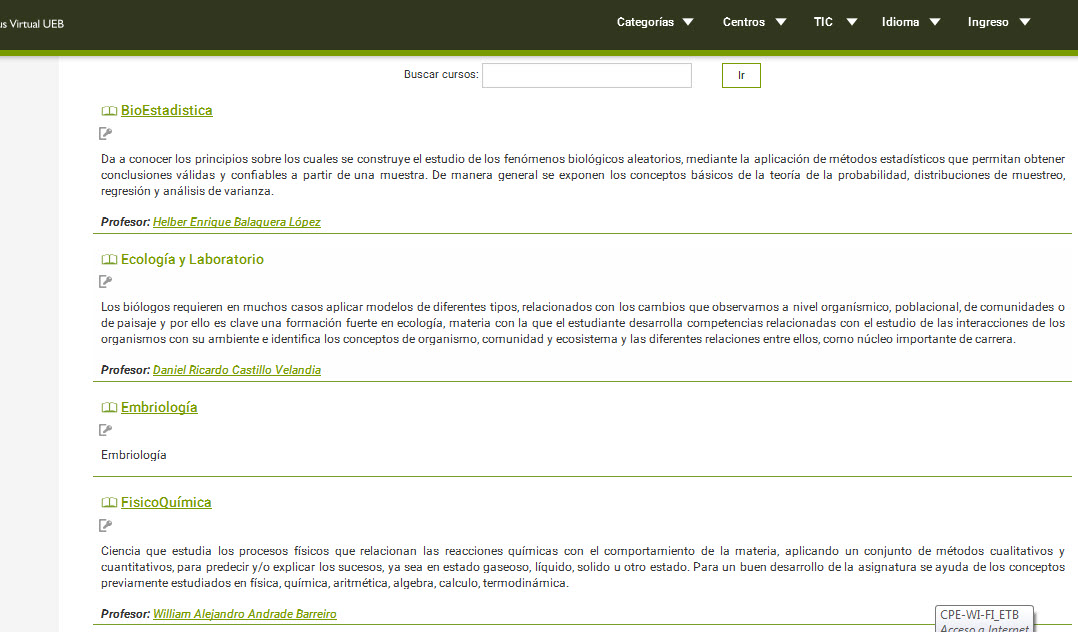 us Virtual UEB
Categorías Centros TIC Idioma Ingreso
Buscar cursos: Ir
BioEstadistica
Da a conocer los principios sobre los cuales se construye el estudio de los fenómenos biológicos aleatorios, mediante la aplicación de métodos estadísticos que permitan obtener
conclusiones válidas y confiables a partir de una muestra. De manera general se exponen los conceptos básicos de la teoría de la probabilidad, distribuciones de muestreo,
regresión y análisis de varianza.
Profesor: Helber Enrique Balaguera López
Ecología y Laboratorio
Los biólogos requieren en muchos casos aplicar modelos de diferentes tipos, relacionados con los cambios que observamos a nivel organísmico, poblacional, de comunidades o
de paisaje y por ello es clave una formación fuerte en ecología, materia con la que el estudiante desarrolla competencias relacionadas con el estudio de las interacciones de los
organismos con su ambiente e identifica los conceptos de organismo, comunidad y ecosistema y las diferentes relaciones entre ellos, como núcleo importante de carrera.
Profesor: Daniel Ricardo Castillo Velandia
Embriología
Embriología
FisicoQuímica
Ciencia que estudia los procesos físicos que relacionan las reacciones químicas con el comportamiento de la materia, aplicando un conjunto de métodos cualitativos y
cuantitativos, para predecir y/o explicar los sucesos, ya sea en estado gaseoso, líquido, solido u otro estado. Para un buen desarrollo de la asignatura se ayuda de los conceptos
previamente estudiados en física, química, aritmética, algebra, calculo, termodinámica.
Profesor: William Alejandro Andrade Barreiro
CPE-WI-FI_ETB
Acceso a Internet